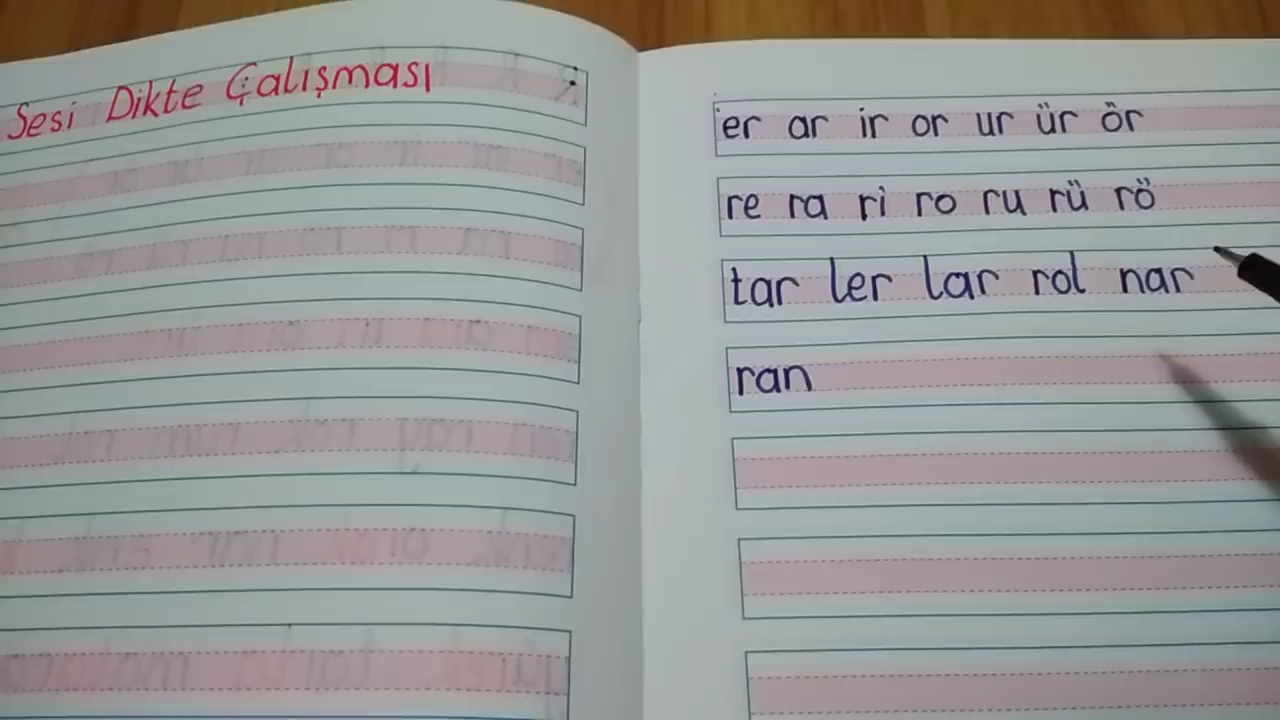 Sesi Dikte Çalışması
er ar ir or ur ür ör
re ra ri ro ru rü rö
tar ler lar rol nar
ran